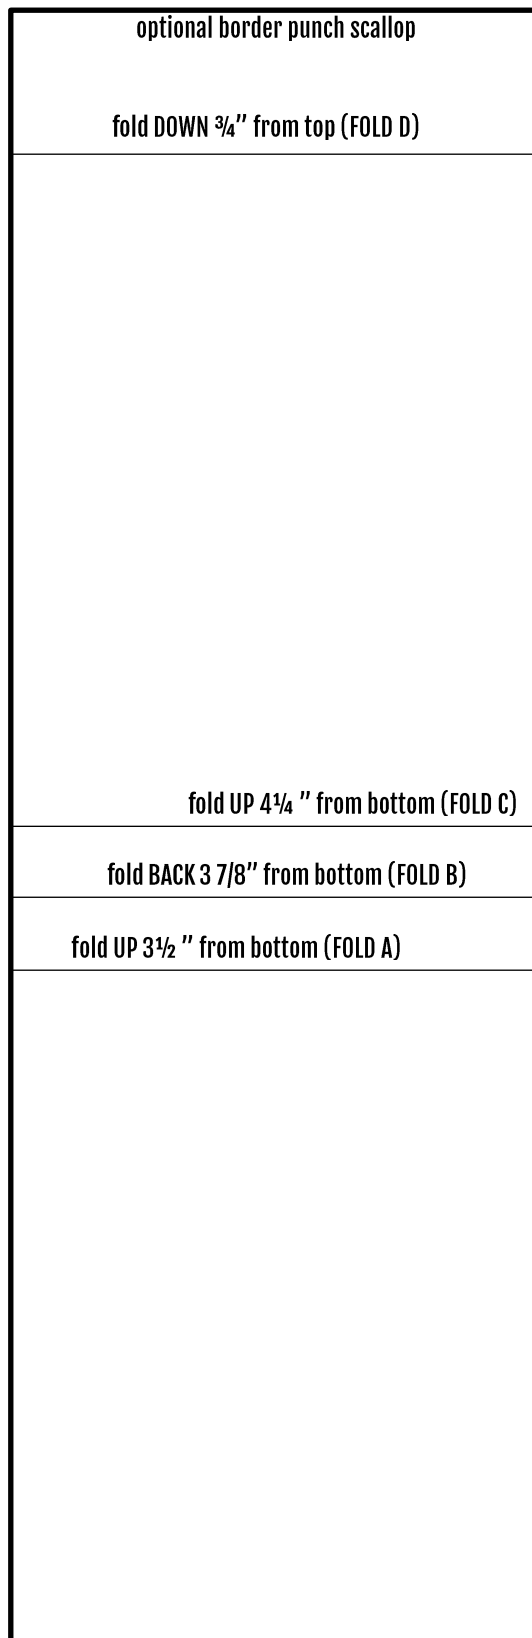 optional border punch scallop
fold DOWN ¾” from top (FOLD D)
fold UP 4¼ ” from bottom (FOLD C)
fold BACK 3 7/8” from bottom (FOLD B)
fold UP 3½ ” from bottom (FOLD A)